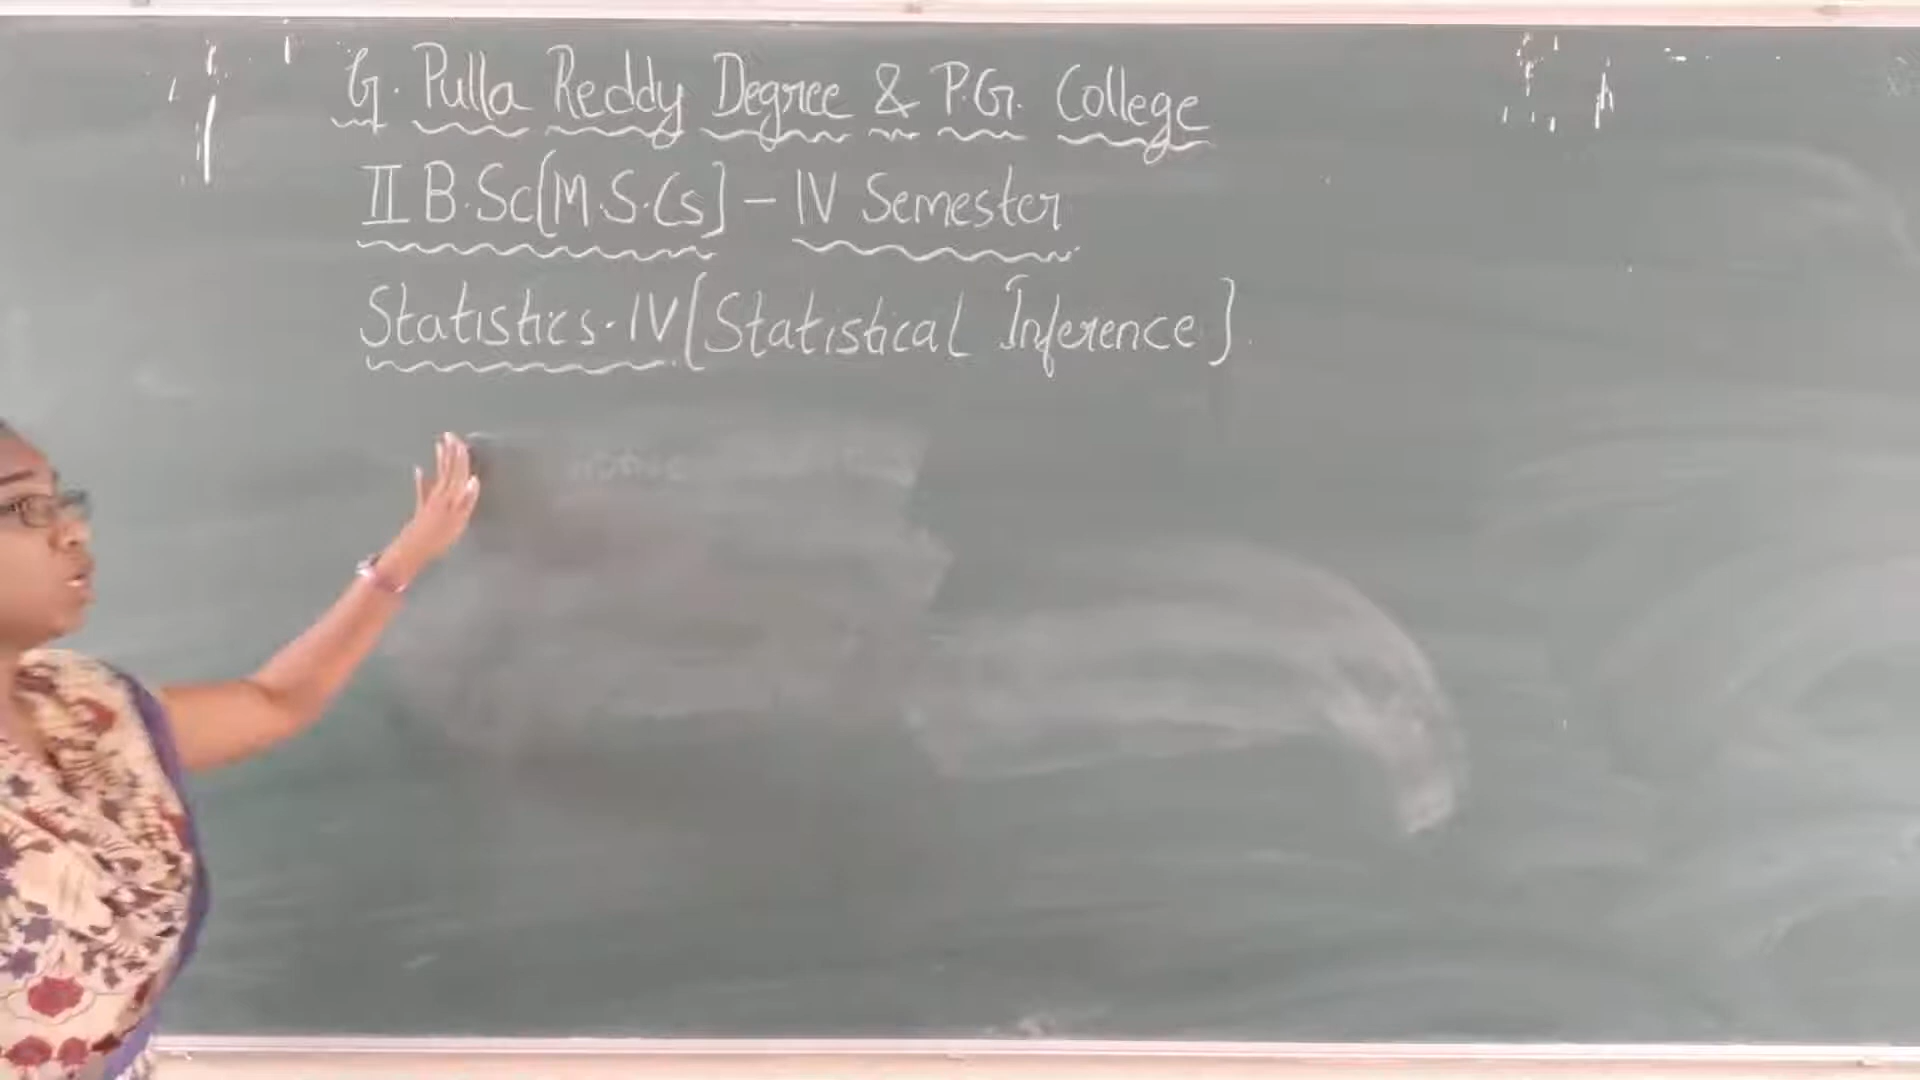 G. Pulla Reddy Degree & P.G. College
II B.Sc[M.S.Cs] - IV Semester
Statistics-IV[Statistical Inference]